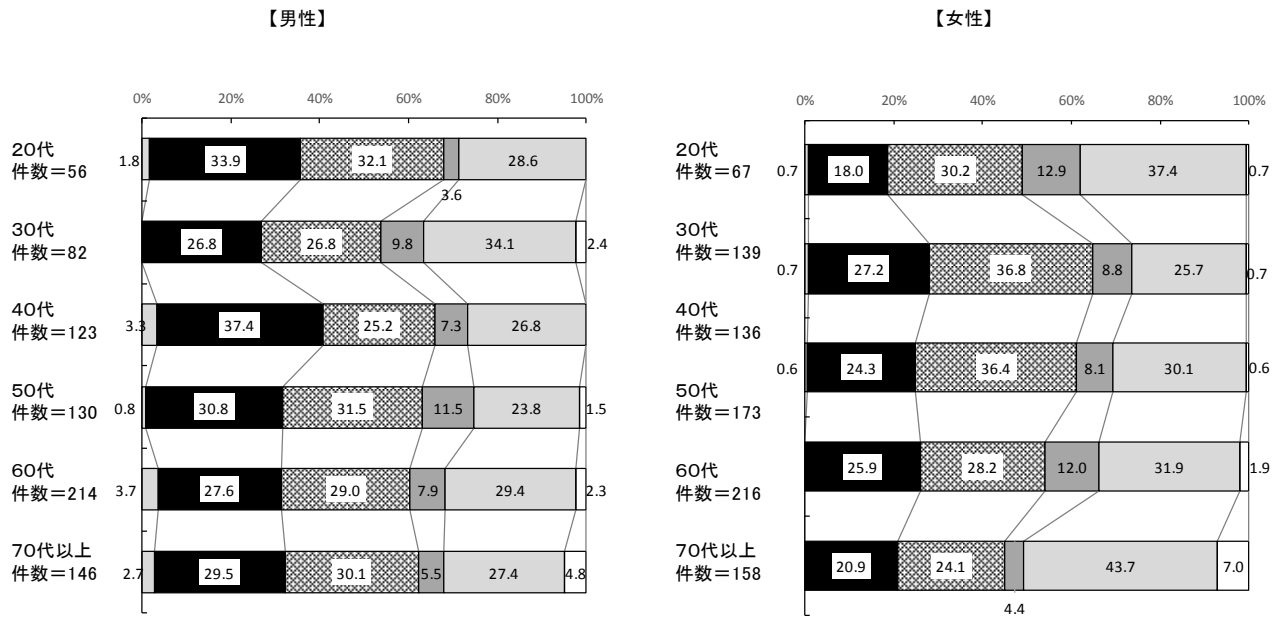 【男性】
0% 20% 40% 60% 80% 100%
20代
件数=56
1.8 33.9 32.1 3.6 28.6
30代
件数=82
26.8 26.8 9.8 34.1 2.4
40代
件数=123
3.3 37.4 25.2 7.3 26.8
50代
件数=130
0.8 30.8 31.5 11.5 23.8 1.5
60代
件数=214
3.7 27.6 29.0 7.9 29.4 2.3
70代以上
件数=146
2.7 29.5 30.1 5.5 27.4 4.8
【女性】
0% 20% 40% 60% 80% 100%
20代
件数=67
0.7 18.0 30.2 12.9 37.4 0.7
30代
件数=139
0.7 27.2 36.8 8.8 25.7 0.7
40代
件数=136
0.6 24.3 36.4 8.1 30.1 0.6
50代
件数=173
60代
件数=216
25.9 28.2 12.0 31.9 1.9
70代以上
件数=158
20.9 24.1 4.4 43.7 7.0